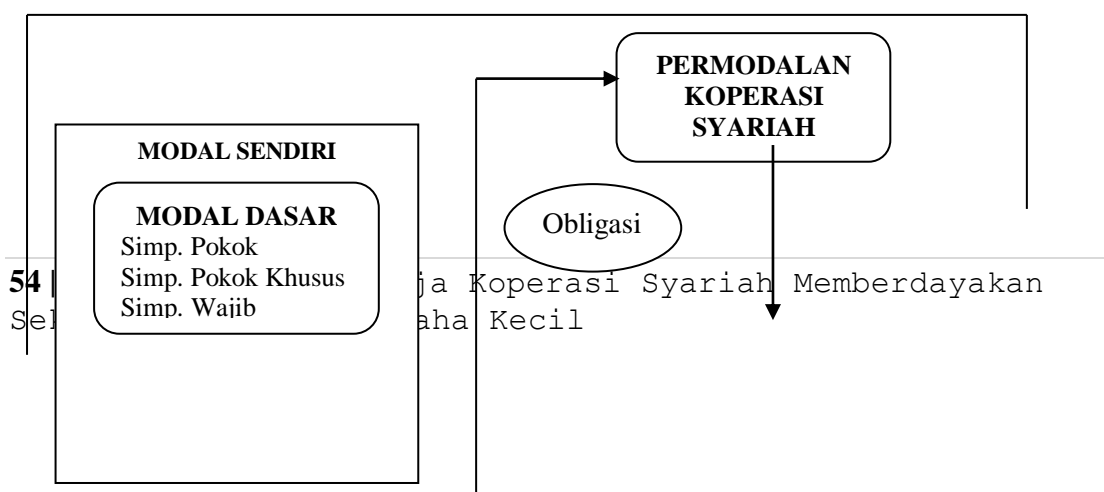 PERMODALAN
KOPERASI
SYARIAH
MODAL SENDIRI
MODAL DASAR
Simp. Pokok
Simp. Pokok Khusus
Simp. Wajib
Obligasi
54| ja Koperasi Syariah Memberdayakan
Se aha Kecil